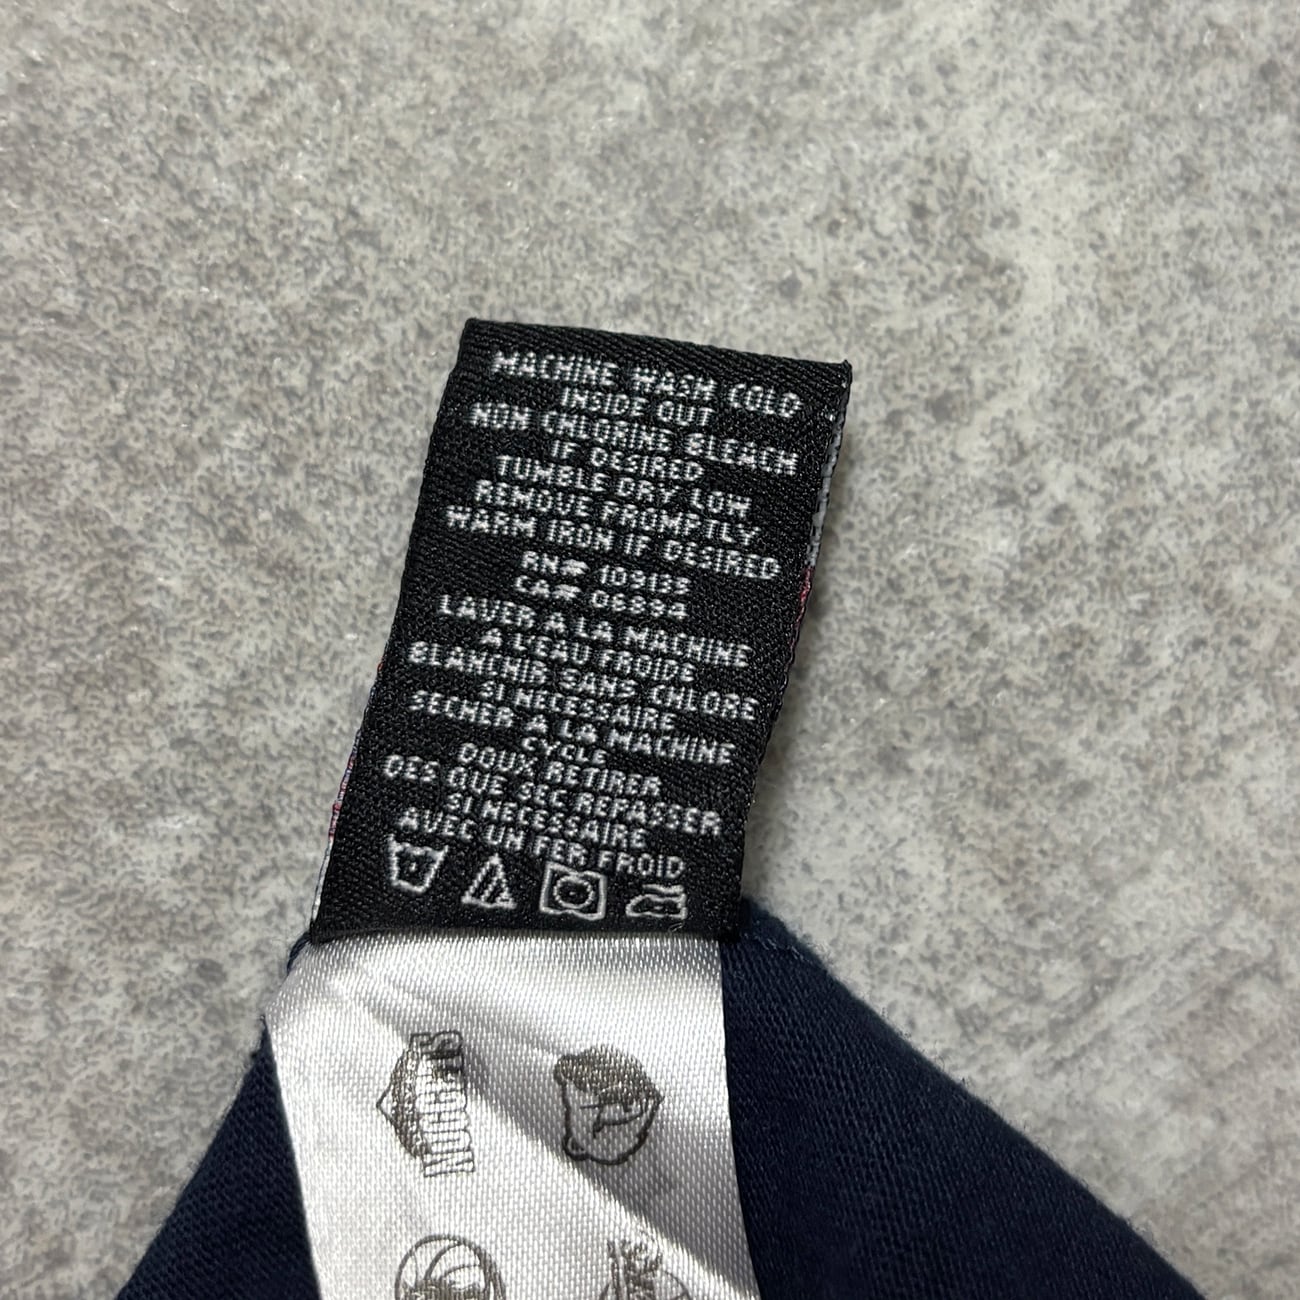 MACHINE WASH COLD
INSIDE OUT
NON CHLORINE BLEACH
IF DESIRED
TUMBLE DRY LOW
REMOVE PROMPTLY
WARM IRON IF DESIRED
RN# 109135
CA#
LAVER A LA MACHINE
A L'EAU FROIDE
BLANCHIR SANS CHLORE
SI NECESSAIRE
SECHER A LA MACHINE
CYCLE
DOUX, RETIRER
DES QUE SEC REPASSER
SI NECESSAIRE
AVEC UN FER FROID
NUGGETS